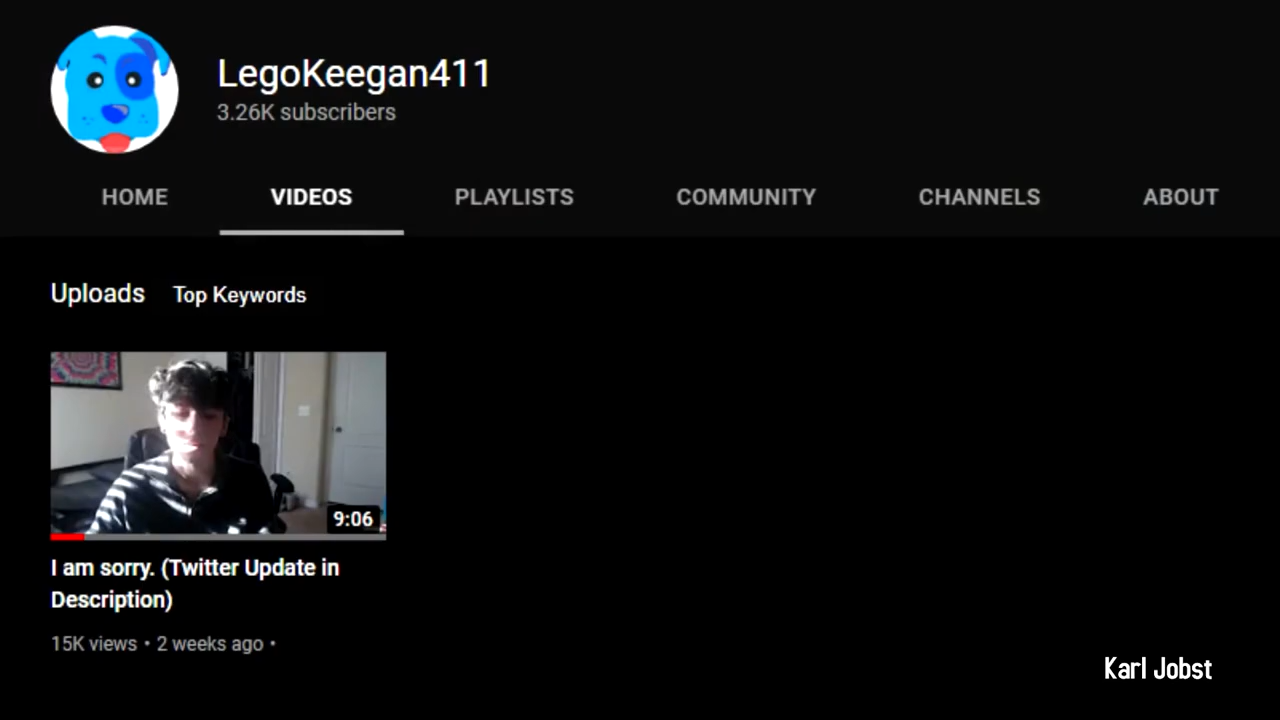 LegoKeegan411
3.26K subscribers
HOME VIDEOS PLAYLISTS COMMUNITY CHANNELS ABOUT
Uploads Top Keywords
9:06
I am sorry. (Twitter Update in
Description)
15K views • 2 weeks ago •
Karl Jobst